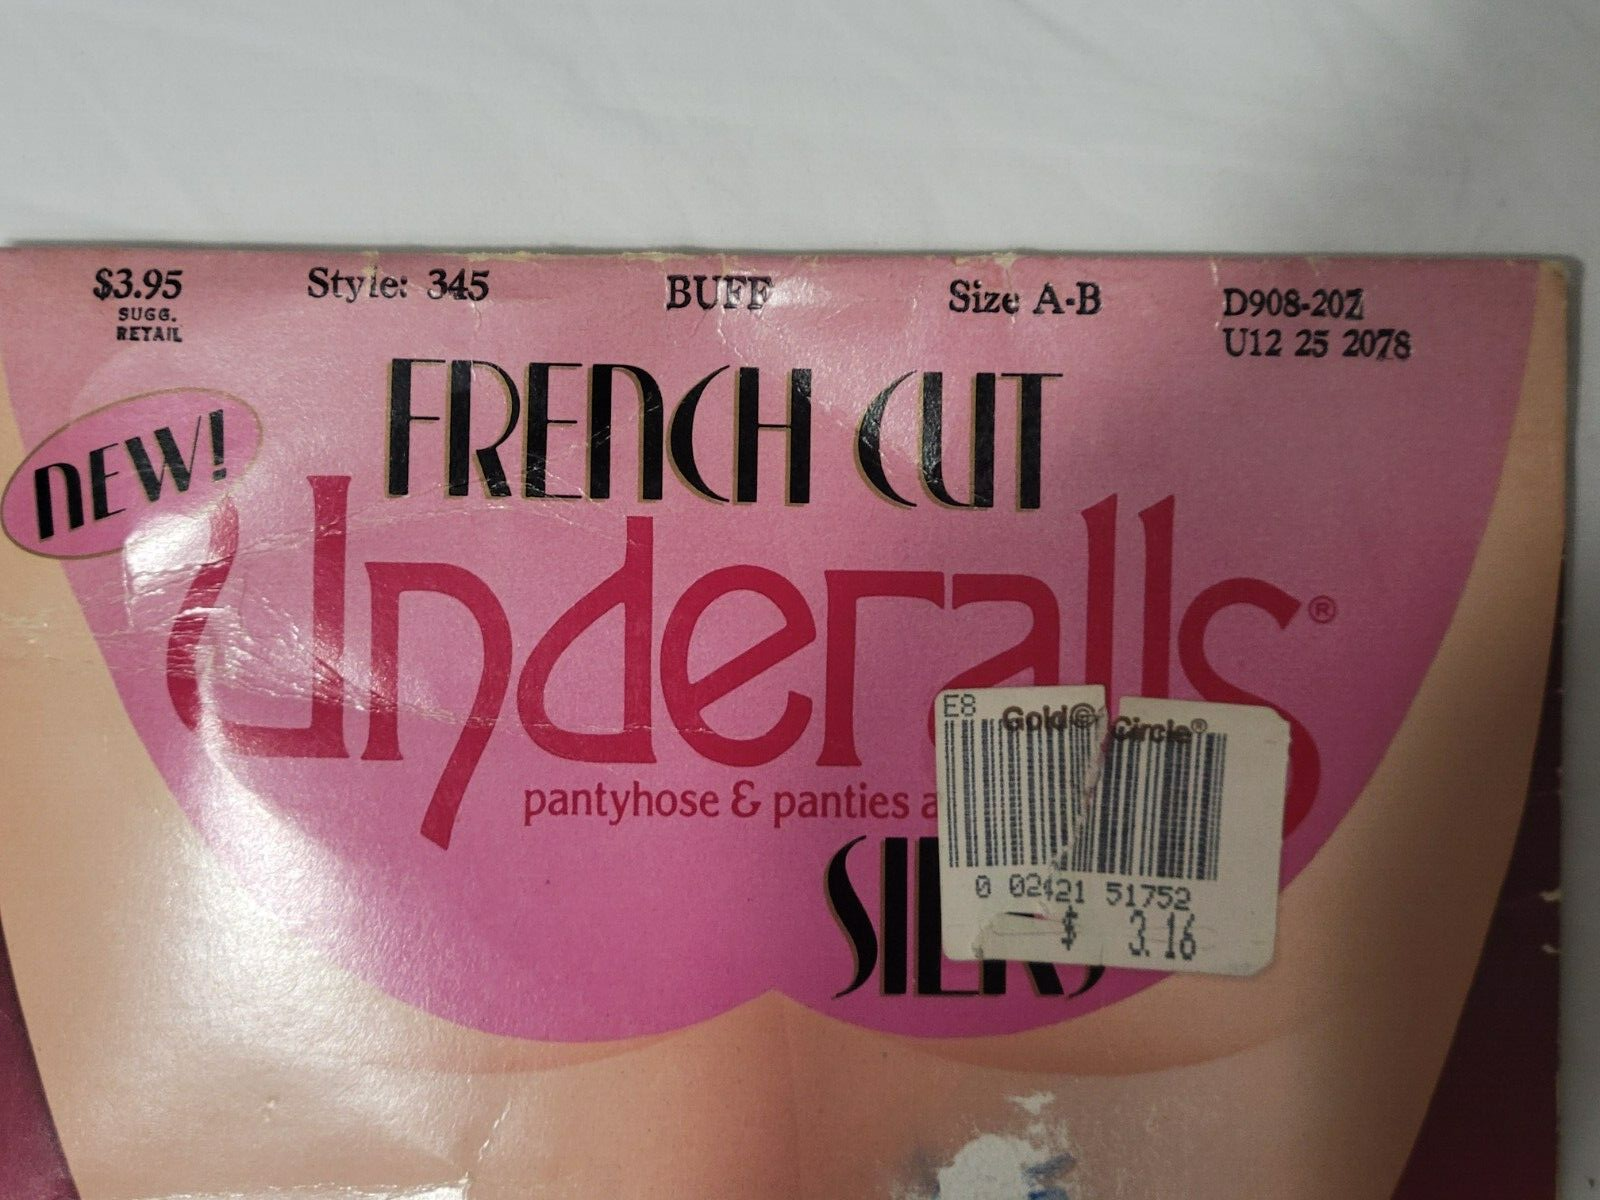 $3.95
SUGG.
RETAIL
Style: 345
BUFF
Size A-B
D908-207
U12 25 2078
NEW!
FRENCH CUT
Underalls®
pantyhose & panties a
SILKS
E8
Gold Circle®
0 02421 51752
$ 3.16